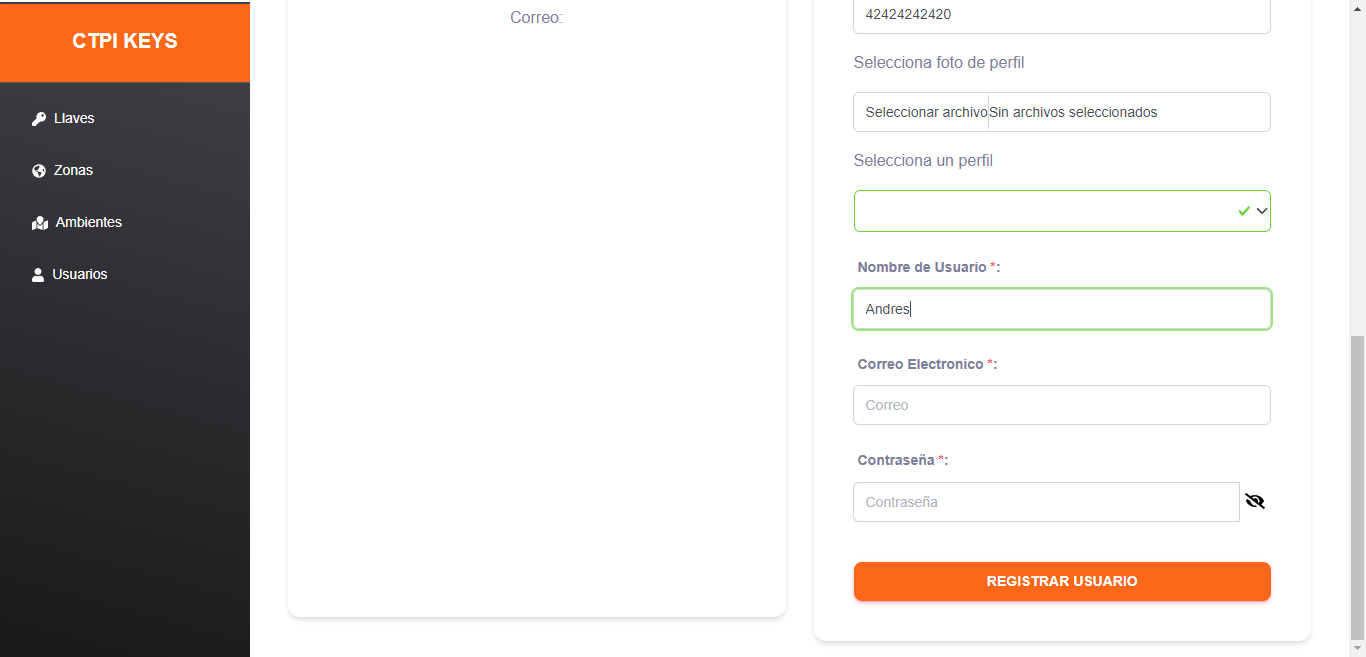 CTPI KEYS
Llaves
Zonas
Ambientes
Usuarios
Correo:
42424242420
Selecciona foto de perfil
Seleccionar archivo Sin archivos seleccionados
Selecciona un perfil
Nombre de Usuario *:
Andres
Correo Electronico *:
Correo
Contraseña *:
Contraseña
REGISTRAR USUARIO